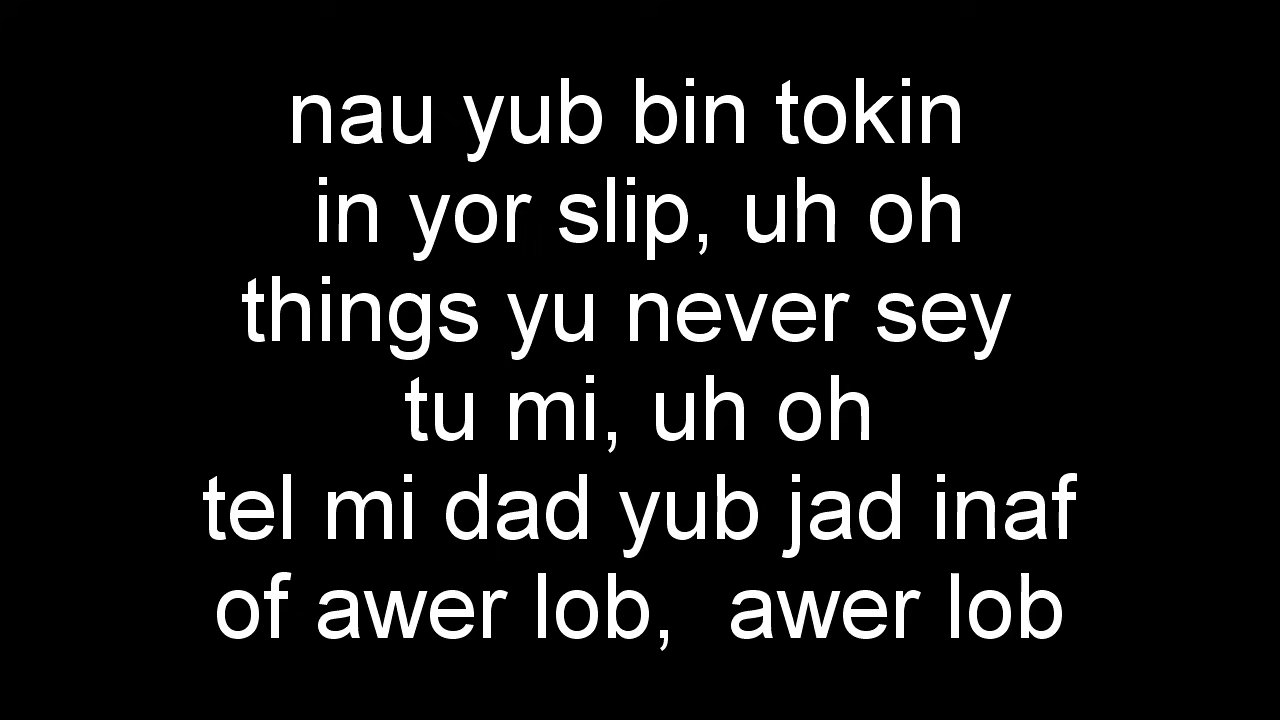 nau yub bin tokin
in yor slip, uh oh
things yu never sey
tu mi, uh oh
tel mi dad yub jad inaf
of awer lob,  awer lob